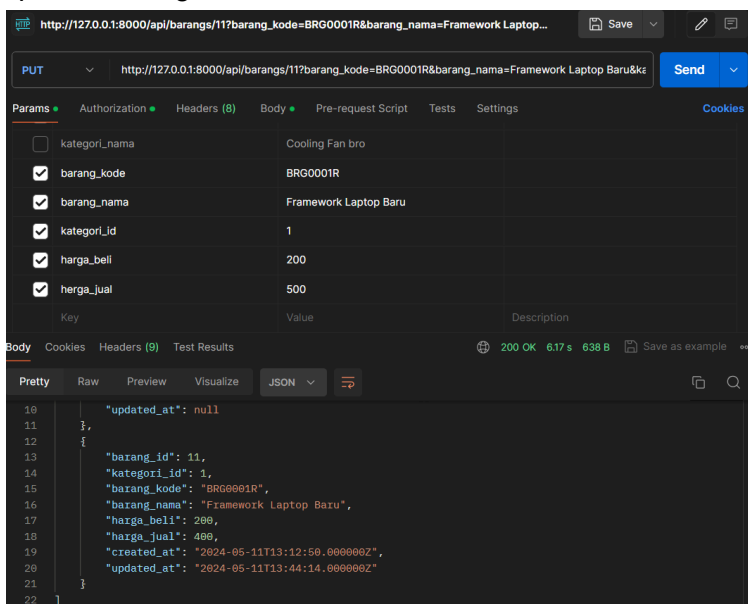 HTTP http://127.0.0.1:8000/api/barangs/11?barang_kode=BRG0001R&barang_nama=Framework Laptop... Save
PUT http://127.0.0.1:8000/api/barangs/11?barang_kode=BRG0001R&barang_nama=Framework Laptop Baru&ka Send
Params Authorization Headers (8) Body Pre-request Script Tests Settings Cookies
kategori_nama Cooling Fan bro
barang_kode BRG0001R
barang_nama Framework Laptop Baru
kategori_id 1
harga_beli 200
herga_jual 500
Key Value Description
Body Cookies Headers (9) Test Results 200 OK 6.17 s 638 B Save as example
Pretty Raw Preview Visualize JSON
10 "updated_at": null
11 },
12 {
13 "barang_id": 11,
14 "kategori_id": 1,
15 "barang_kode": "BRG0001R",
16 "barang_nama": "Framework Laptop Baru",
17 "harga_beli": 200,
18 "harga_jual": 400,
19 "created_at": "2024-05-11T13:12:50.000000Z",
20 "updated_at": "2024-05-11T13:44:14.000000Z"
21 }
22 ]